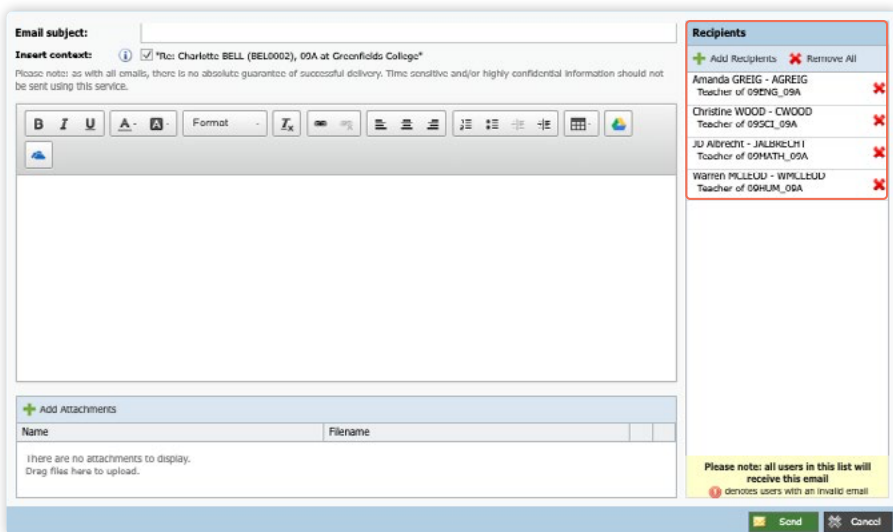 Email subject:
Insert context: i "Re: Charlotte BELL (BEL0002), 09A at Greenfields College"
Please note: as with all emails, there is no absolute guarantee of successful delivery. Time sensitive and/or highly confidential information should not
be sent using this service.
B I U A A Format Tx
Add Attachments
Name Filename
There are no attachments to display.
Drag files here to upload.
Recipients
Add Recipients Remove All
Amanda GREIG - AGREIG
Teacher of 09ENG_09A
Christine WOOD - CWOOD
Teacher of 09SCI_09A
JD Albrecht - JALBRECHT
Teacher of 09MATH_09A
Warren MCLEOD - WMCLEOD
Teacher of 09HUM_09A
Please note: all users in this list will
receive this email
denotes users with an invalid email
Send Cancel